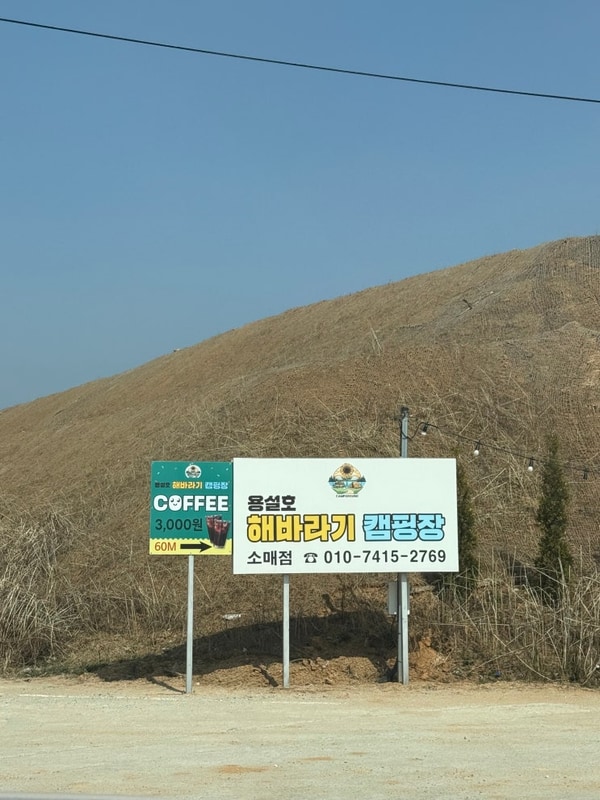 용설호 해바라기 캠핑장
COFFEE
3,000원
60M
용설호
해바라기 캠핑장
소매점 ☎ 010-7415-2769